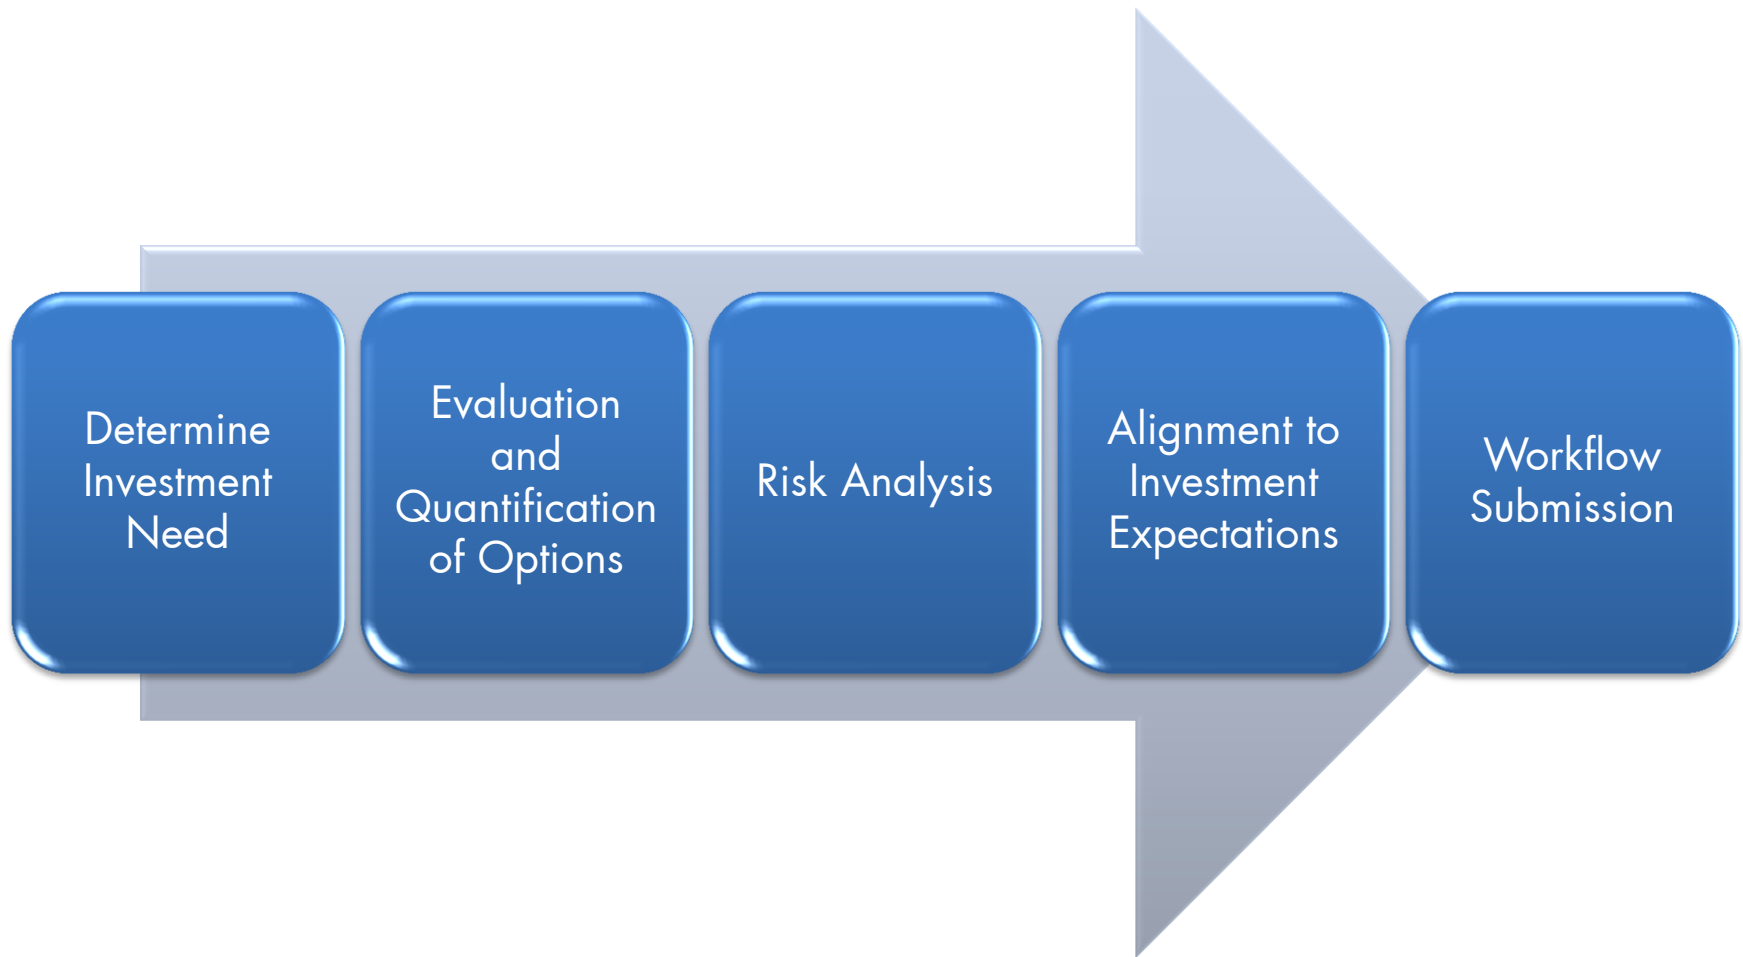 Determine
Investment
Need
Evaluation
and
Quantification
of Options
Risk Analysis
Alignment to
Investment
Expectations
Workflow
Submission